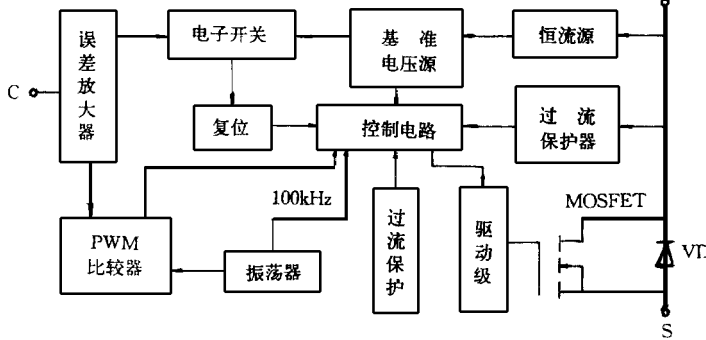 C
误差放大器
电子开关
基准
电压源
恒流源
复位
控制电路
过流
保护器
100kHz
PWM
比较器
振荡器
过流保护
驱动级
MOSFET
S